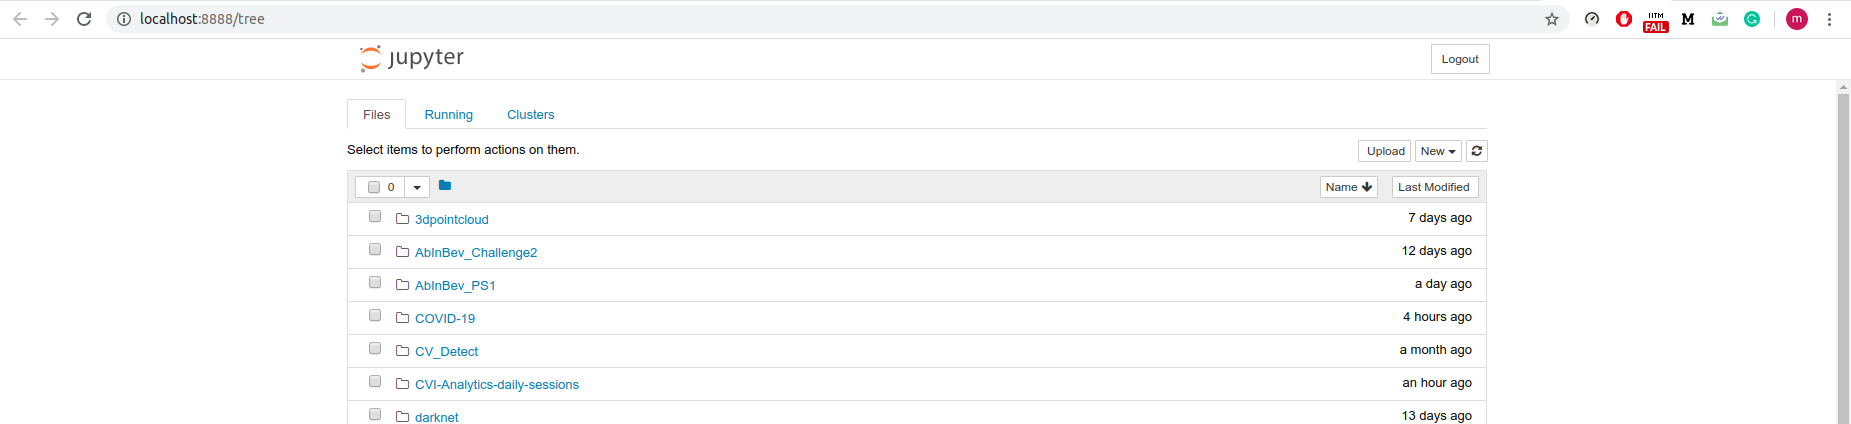 localhost:8888/tree
IITM
FAIL
M
m
jupyter
Logout
Files Running Clusters
Select items to perform actions on them.
Upload New
0 Name Last Modified
3dpointcloud 7 days ago
AbInBev_Challenge2 12 days ago
AbInBev_PS1 a day ago
COVID-19 4 hours ago
CV_Detect a month ago
CVI-Analytics-daily-sessions an hour ago
darknet 13 days ago